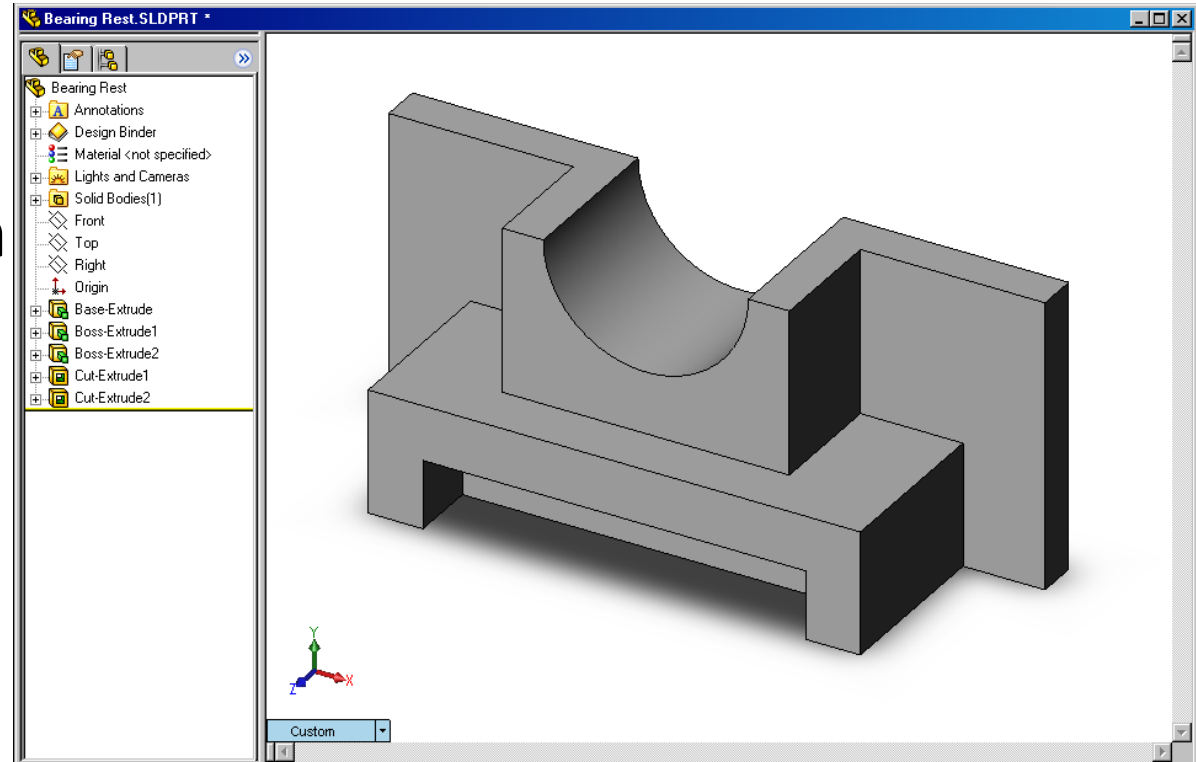 Bearing Rest.SLDPRT *
Bearing Rest
A Annotations
Design Binder
Material <not specified>
Lights and Cameras
Solid Bodies(1)
Front
Top
Right
Origin
Base-Extrude
Boss-Extrude1
Boss-Extrude2
Cut-Extrude1
Cut-Extrude2
Y
X
Z
Custom